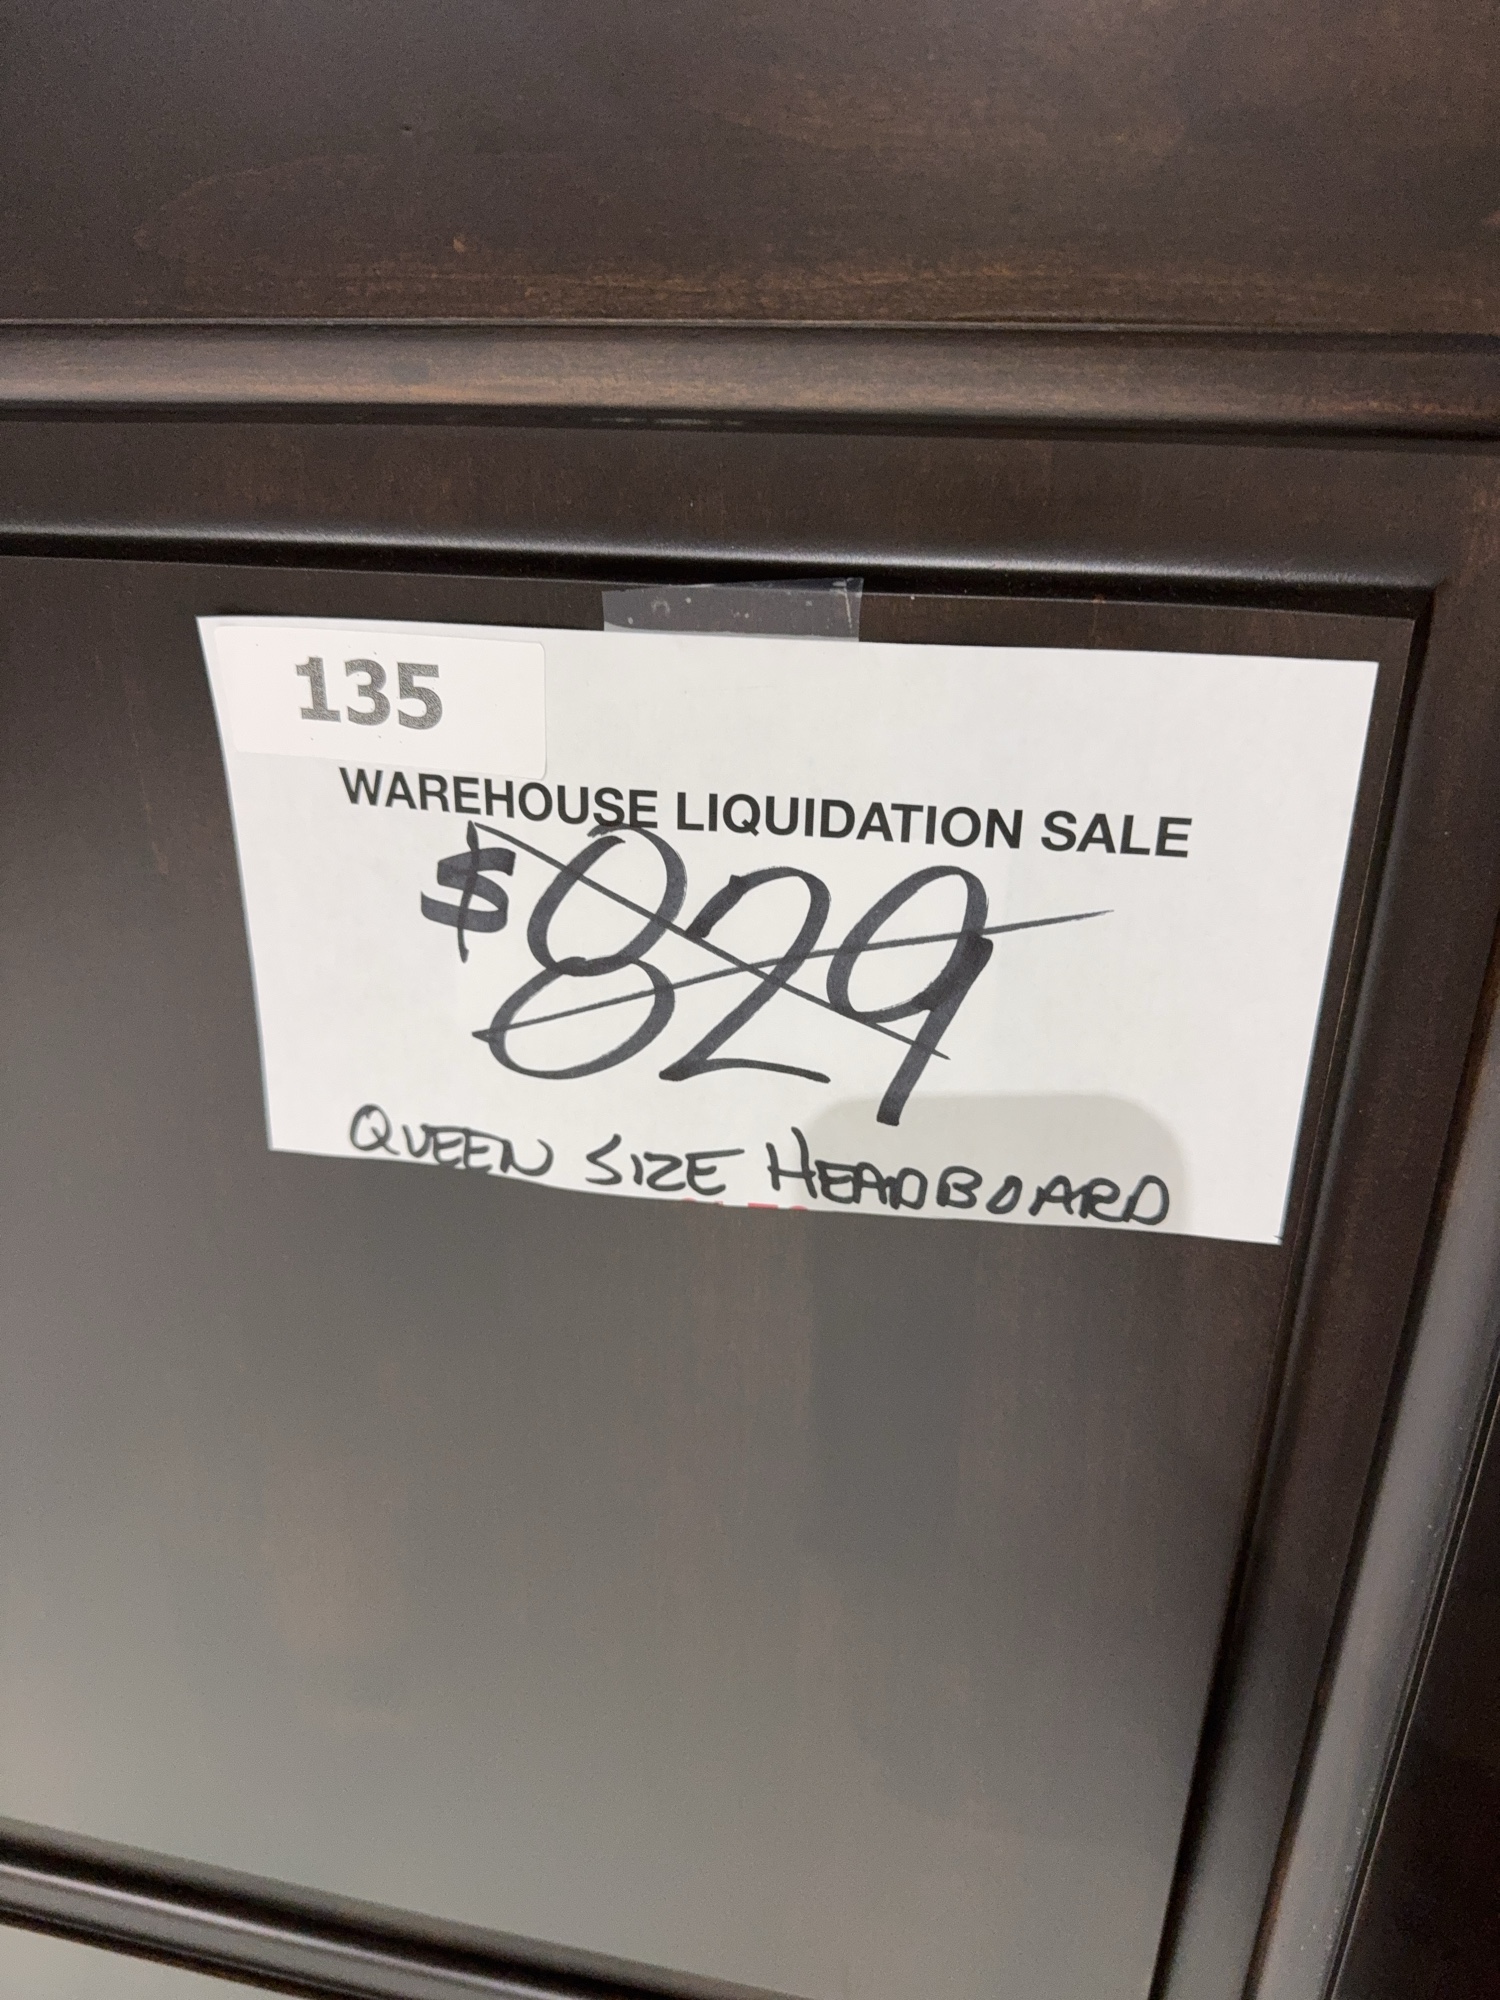 135
WAREHOUSE LIQUIDATION SALE
$829
QUEEN SIZE HEADBOARD